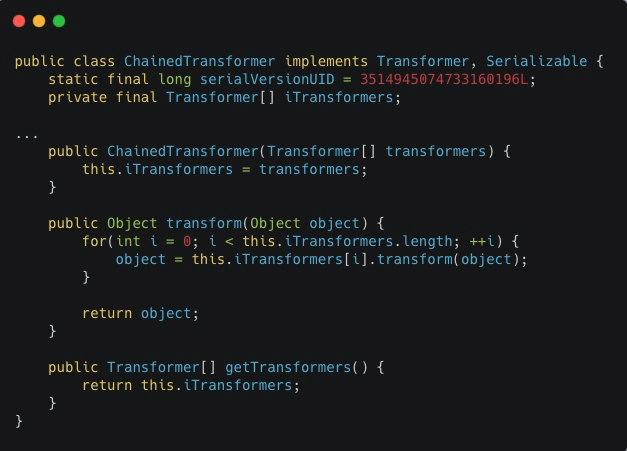 public class ChainedTransformer implements Transformer, Serializable {
    static final long serialVersionUID = 3514945074733160196L;
    private final Transformer[] iTransformers;
...
    public ChainedTransformer(Transformer[] transformers) {
        this.iTransformers = transformers;
    }
    public Object transform(Object object) {
        for(int i = 0; i < this.iTransformers.length; ++i) {
            object = this.iTransformers[i].transform(object);
        }
        return object;
    }
    public Transformer[] getTransformers() {
        return this.iTransformers;
    }
}